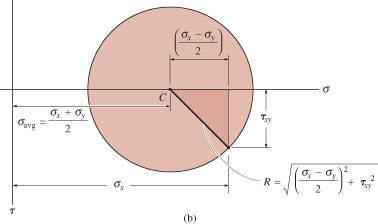 (σx − σy / 2)
C
σ
σavg = σx + σy / 2
τxy
σx
R = √((σx − σy / 2)² + τxy²)
τ
(b)